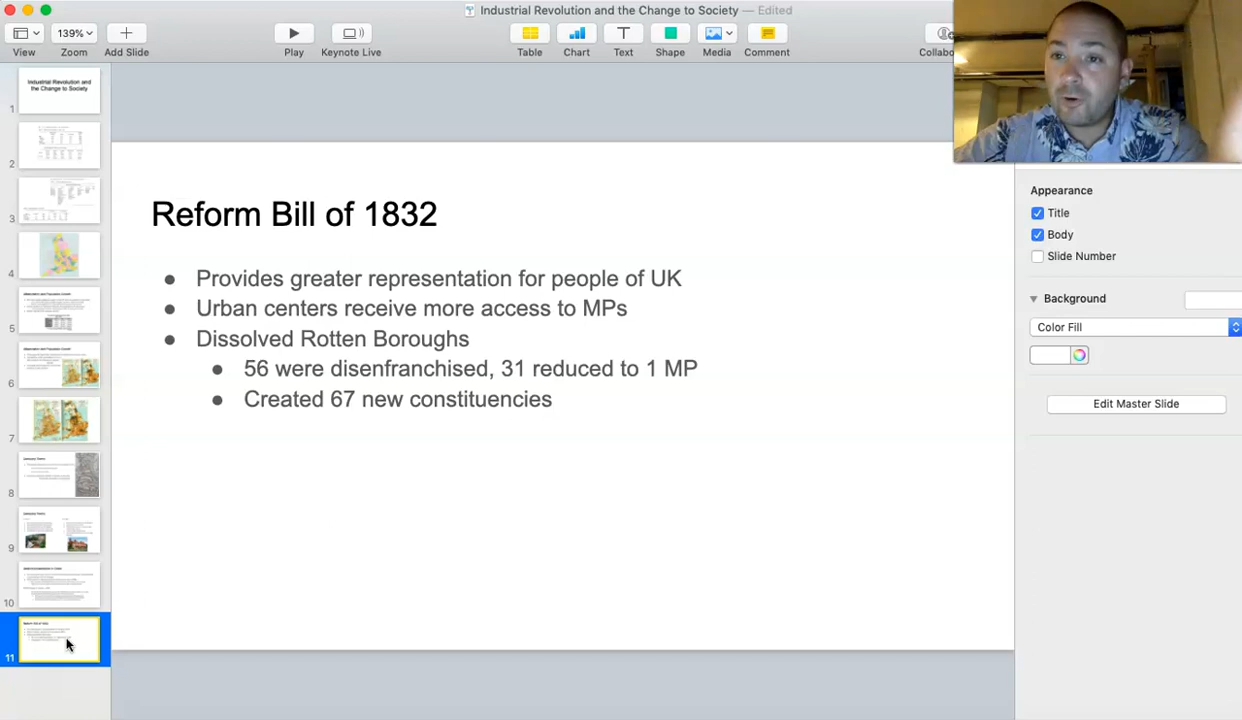 Industrial Revolution and the Change to Society — Edited
139%
View
Zoom
Add Slide
Play
Keynote Live
Table
Chart
Text
Shape
Media
Comment
Industrial Revolution and
the Change to Society
1
2
3
4
5
6
7
8
9
10
11
Reform Bill of 1832
● Provides greater representation for people of UK
● Urban centers receive more access to MPs
● Dissolved Rotten Boroughs
● 56 were disenfranchised, 31 reduced to 1 MP
● Created 67 new constituencies
Appearance
Title
Body
Slide Number
Background
Color Fill
Edit Master Slide